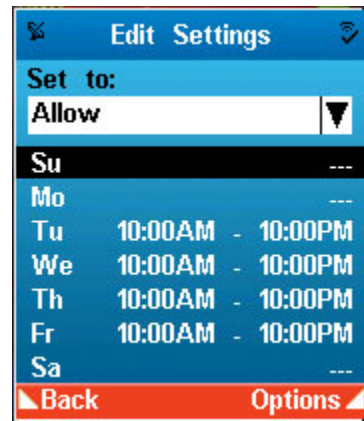 Edit Settings
Set to:
Allow
Su ---
Mo ---
Tu 10:00AM - 10:00PM
We 10:00AM - 10:00PM
Th 10:00AM - 10:00PM
Fr 10:00AM - 10:00PM
Sa ---
Back Options